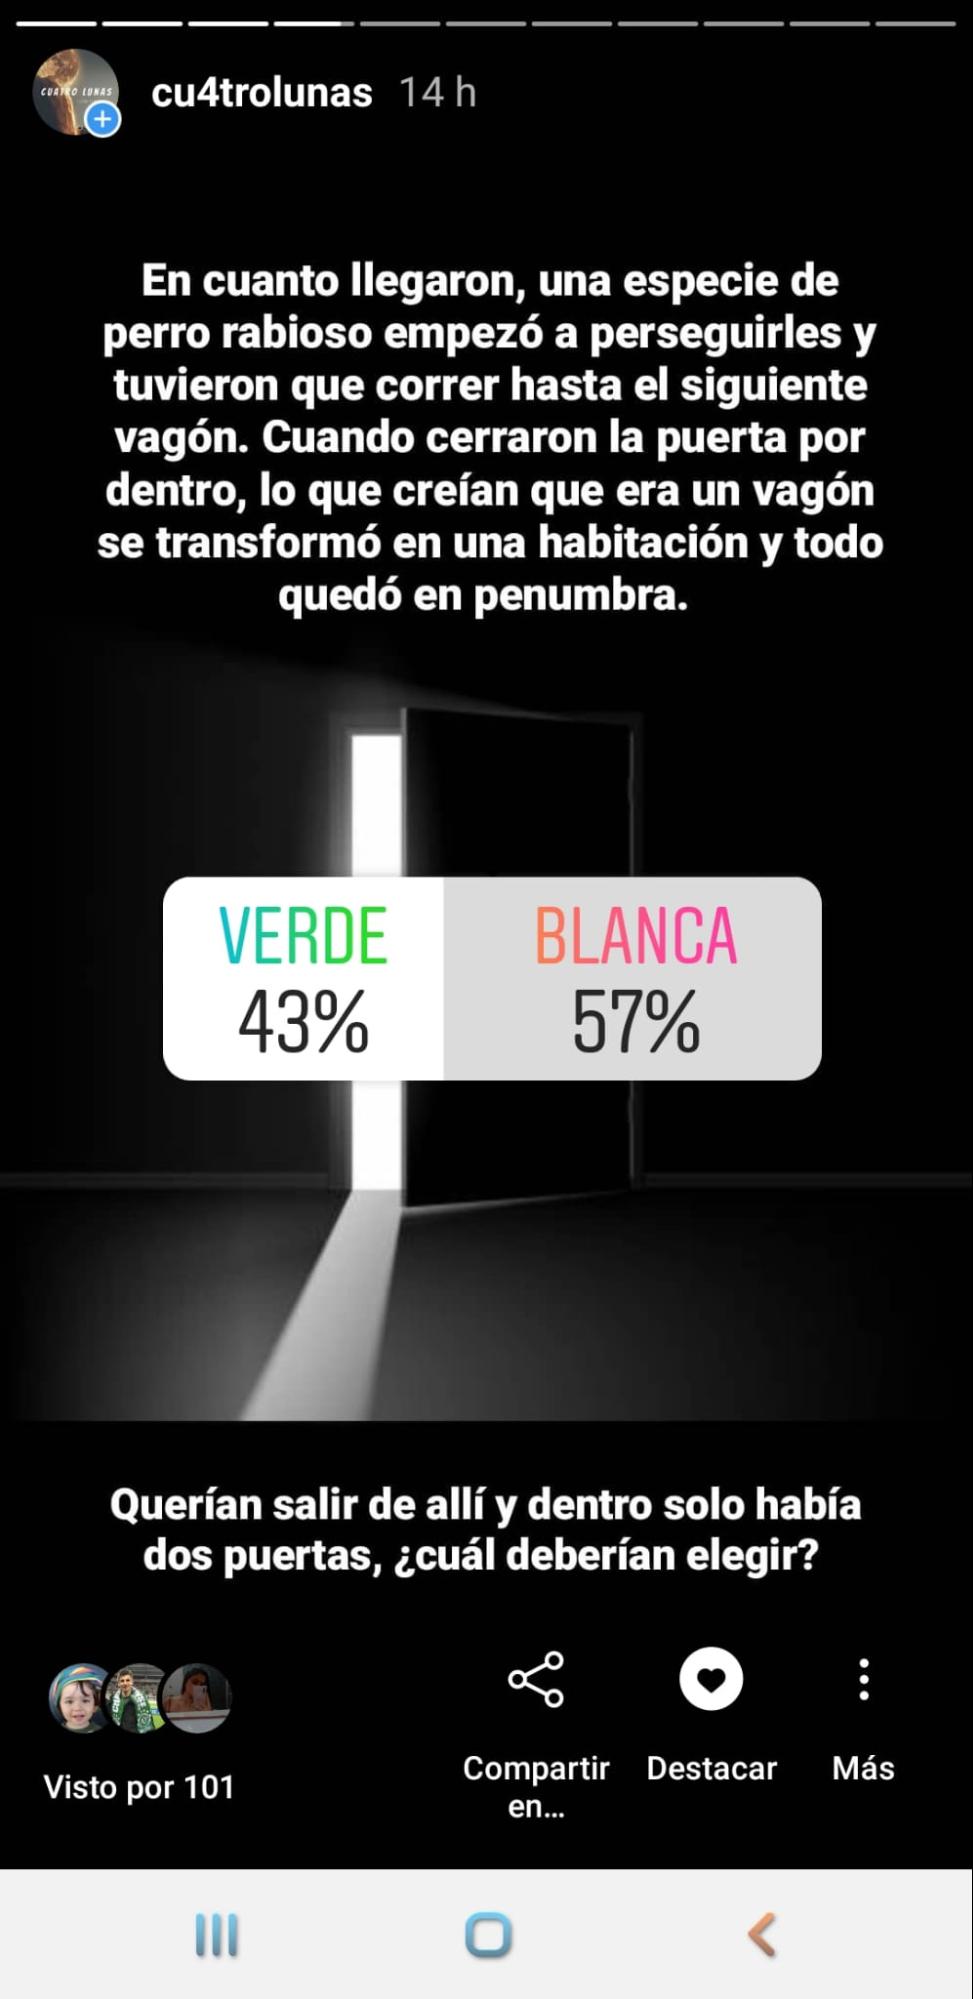 CUATRO LUNAS
cu4trolunas 14 h
En cuanto llegaron, una especie de
perro rabioso empezó a perseguirles y
tuvieron que correr hasta el siguiente
vagón. Cuando cerraron la puerta por
dentro, lo que creían que era un vagón
se transformó en una habitación y todo
quedó en penumbra.
VERDE BLANCA
43% 57%
Querían salir de allí y dentro solo había
dos puertas, ¿cuál deberían elegir?
Visto por 101
Compartir
en...
Destacar
Más